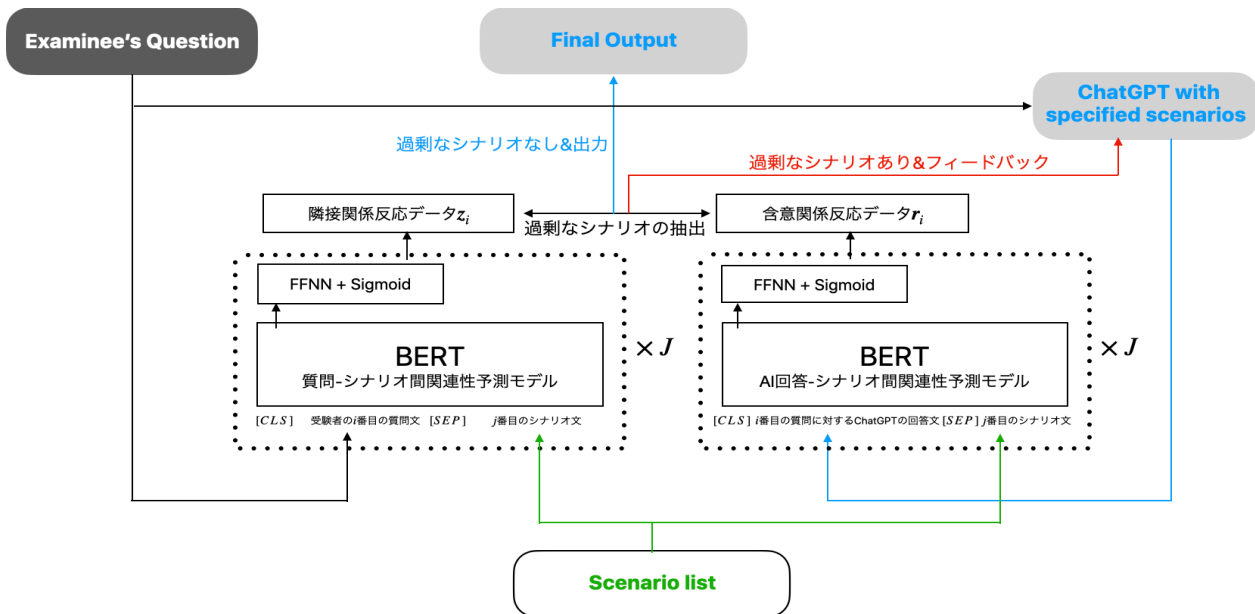 Examinee's Question
Final Output
ChatGPT with
specified scenarios
過剰なシナリオなし&出力
過剰なシナリオあり&フィードバック
隣接関係反応データz_i
過剰なシナリオの抽出
含意関係反応データr_i
FFNN + Sigmoid
FFNN + Sigmoid
BERT
質問-シナリオ間関連性予測モデル
× J
BERT
AI回答-シナリオ間関連性予測モデル
× J
[CLS] 受験者のi番目の質問文 [SEP] j番目のシナリオ文
[CLS] i番目の質問に対するChatGPTの回答文 [SEP] j番目のシナリオ文
Scenario list